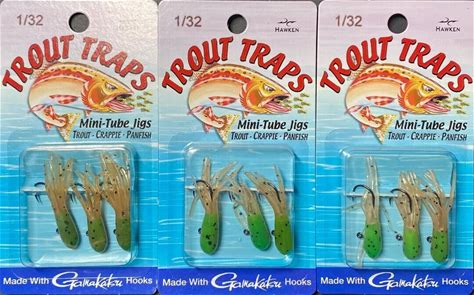 1/32
TROUT TRAPS
Mini-Tube Jigs
TROUT - CRAPPIE - PANFISH
Made With Gamakatsu Hooks
1/32
HAWKEN
TROUT TRAPS
Mini-Tube Jigs
TROUT - CRAPPIE - PANFISH
Made With Gamakatsu Hooks
1/32
HAWKEN
TROUT TRAPS
Mini-Tube Jigs
TROUT - CRAPPIE - PANFISH
Made With Gamakatsu Hooks